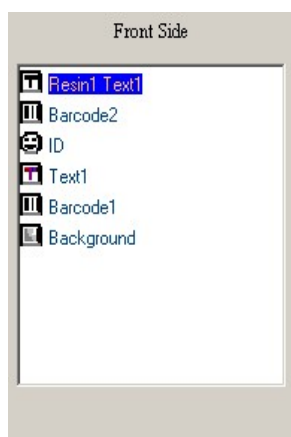 Front Side
Resin1 Text1
Barcode2
ID
Text1
Barcode1
Background